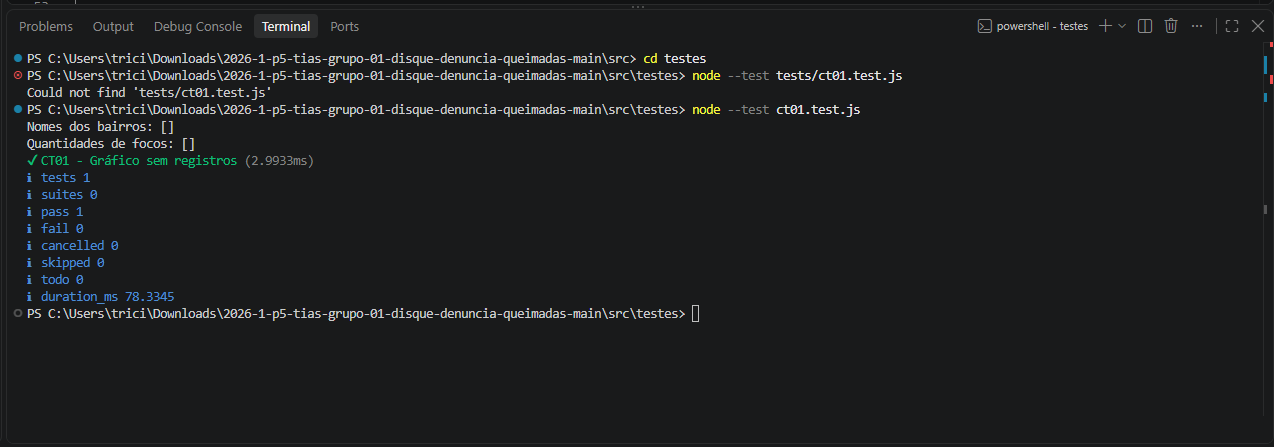 Problems Output Debug Console Terminal Ports powershell - testes
PS C:\Users\trici\Downloads\2026-1-p5-tias-grupo-01-disque-denuncia-queimadas-main\src> cd testes
PS C:\Users\trici\Downloads\2026-1-p5-tias-grupo-01-disque-denuncia-queimadas-main\src\testes> node --test tests/ct01.test.js
Could not find 'tests/ct01.test.js'
PS C:\Users\trici\Downloads\2026-1-p5-tias-grupo-01-disque-denuncia-queimadas-main\src\testes> node --test ct01.test.js
Nomes dos bairros: []
Quantidades de focos: []
✔ CT01 - Gráfico sem registros (2.9933ms)
ℹ tests 1
ℹ suites 0
ℹ pass 1
ℹ fail 0
ℹ cancelled 0
ℹ skipped 0
ℹ todo 0
ℹ duration_ms 78.3345
PS C:\Users\trici\Downloads\2026-1-p5-tias-grupo-01-disque-denuncia-queimadas-main\src\testes>